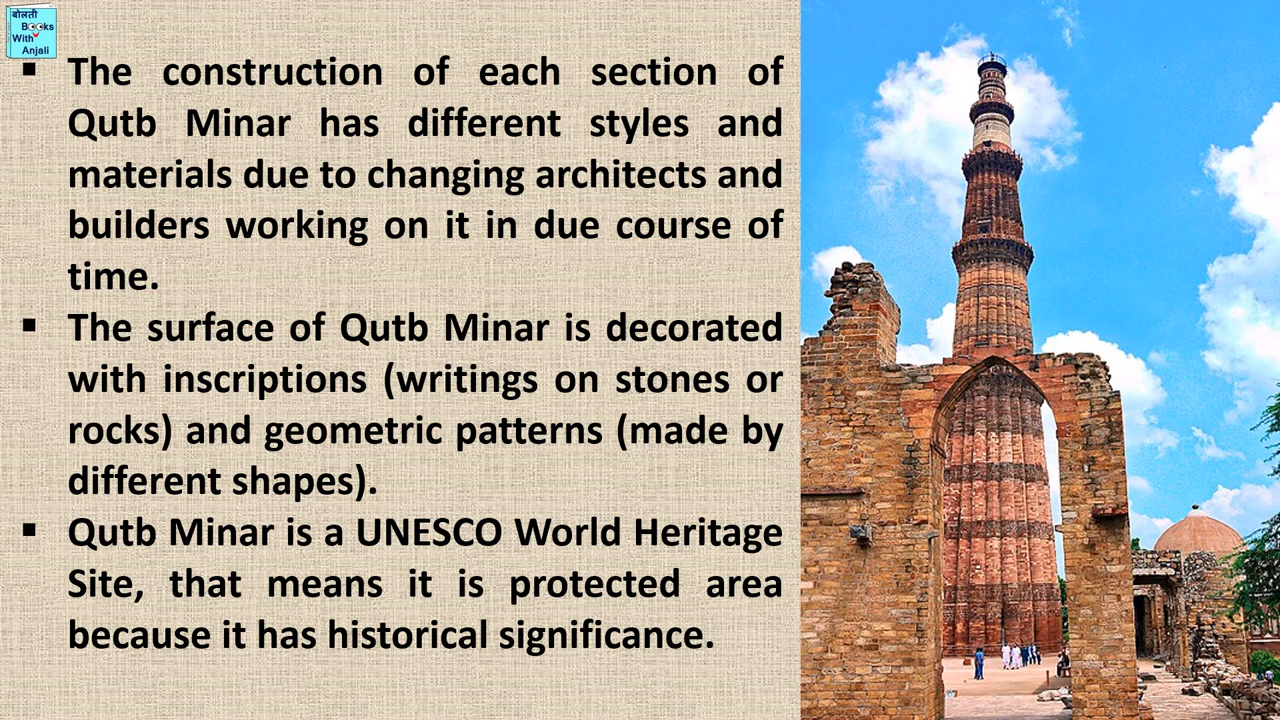 बोलती
Books
With
Anjali
▪ The construction of each section of
Qutb Minar has different styles and
materials due to changing architects and
builders working on it in due course of
time.
▪ The surface of Qutb Minar is decorated
with inscriptions (writings on stones or
rocks) and geometric patterns (made by
different shapes).
▪ Qutb Minar is a UNESCO World Heritage
Site, that means it is protected area
because it has historical significance.